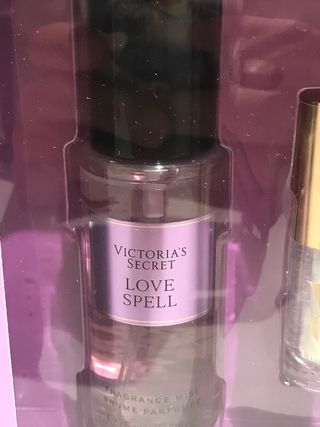 VICTORIA'S
SECRET
LOVE
SPELL
FRAGRANCE MIST
BRUME PARFUMÉE